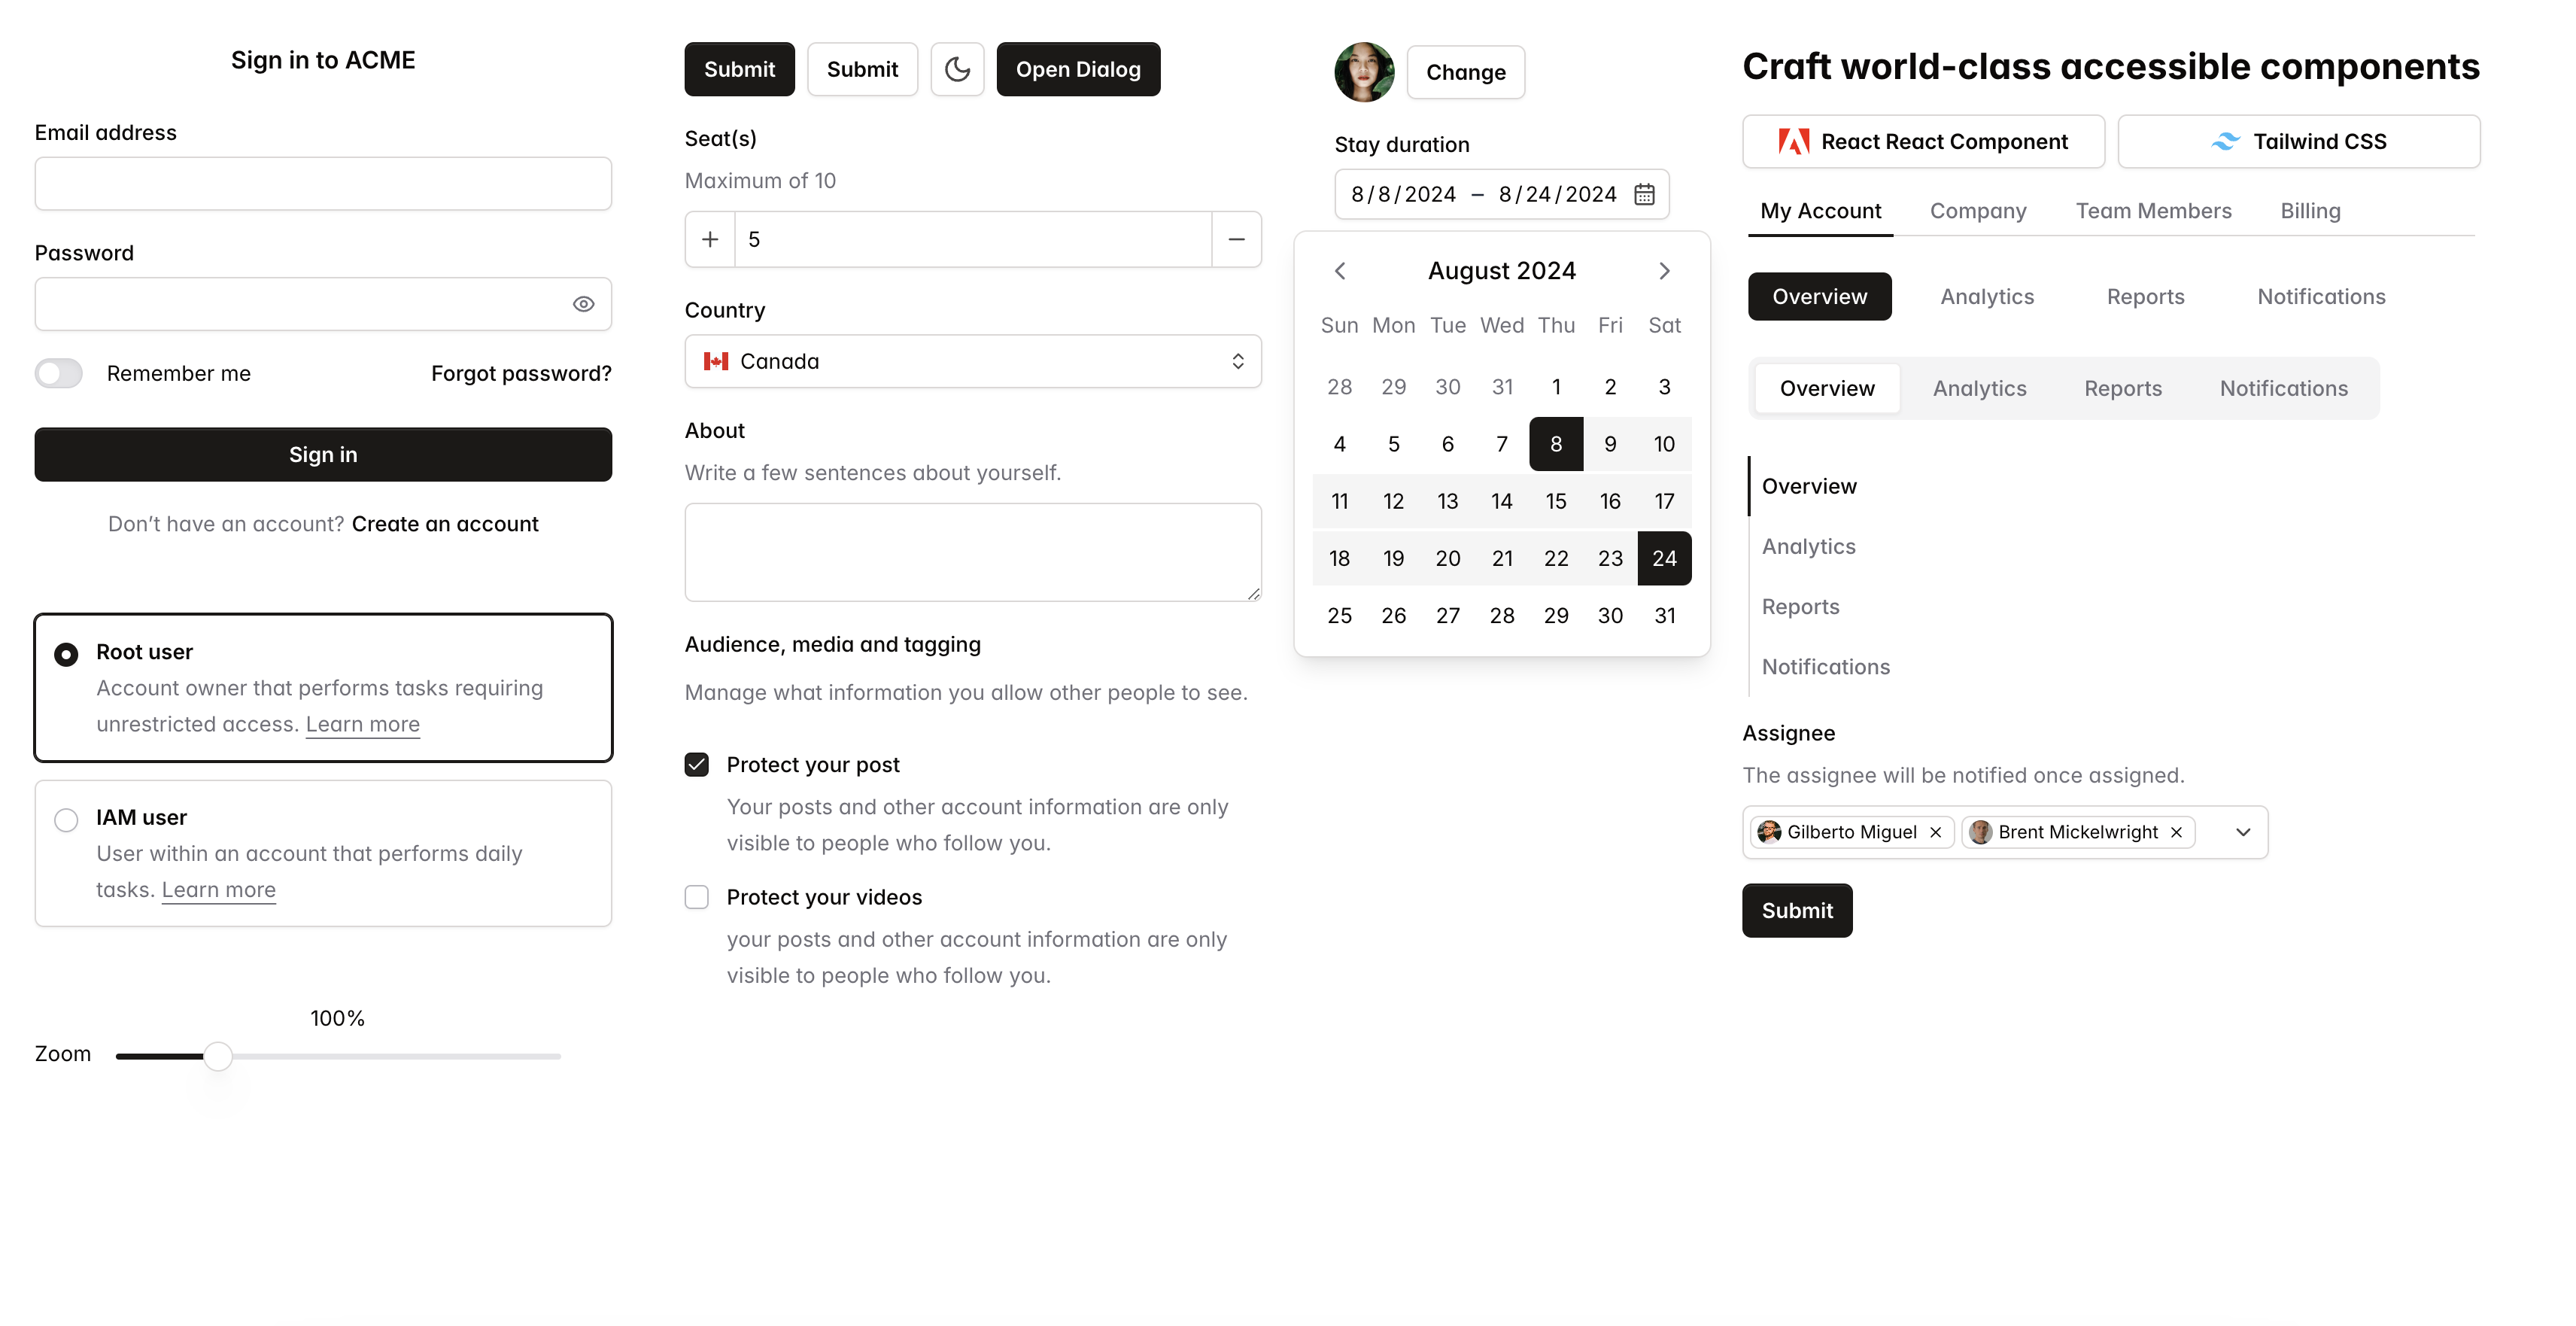 Sign in to ACME
Email address
Password
Remember me
Forgot password?
Sign in
Don’t have an account? Create an account
Root user
Account owner that performs tasks requiring
unrestricted access. Learn more
IAM user
User within an account that performs daily
tasks. Learn more
100%
Zoom
Submit
Submit
Open Dialog
Seat(s)
Maximum of 10
5
Country
Canada
About
Write a few sentences about yourself.
Audience, media and tagging
Manage what information you allow other people to see.
Protect your post
Your posts and other account information are only
visible to people who follow you.
Protect your videos
your posts and other account information are only
visible to people who follow you.
Change
Stay duration
8/8/2024 – 8/24/2024
August 2024
Sun Mon Tue Wed Thu Fri Sat
28 29 30 31 1 2 3
4 5 6 7 8 9 10
11 12 13 14 15 16 17
18 19 20 21 22 23 24
25 26 27 28 29 30 31
Craft world-class accessible components
React React Component
Tailwind CSS
My Account Company Team Members Billing
Overview Analytics Reports Notifications
Overview Analytics Reports Notifications
Overview
Analytics
Reports
Notifications
Assignee
The assignee will be notified once assigned.
Gilberto Miguel
Brent Mickelwright
Submit